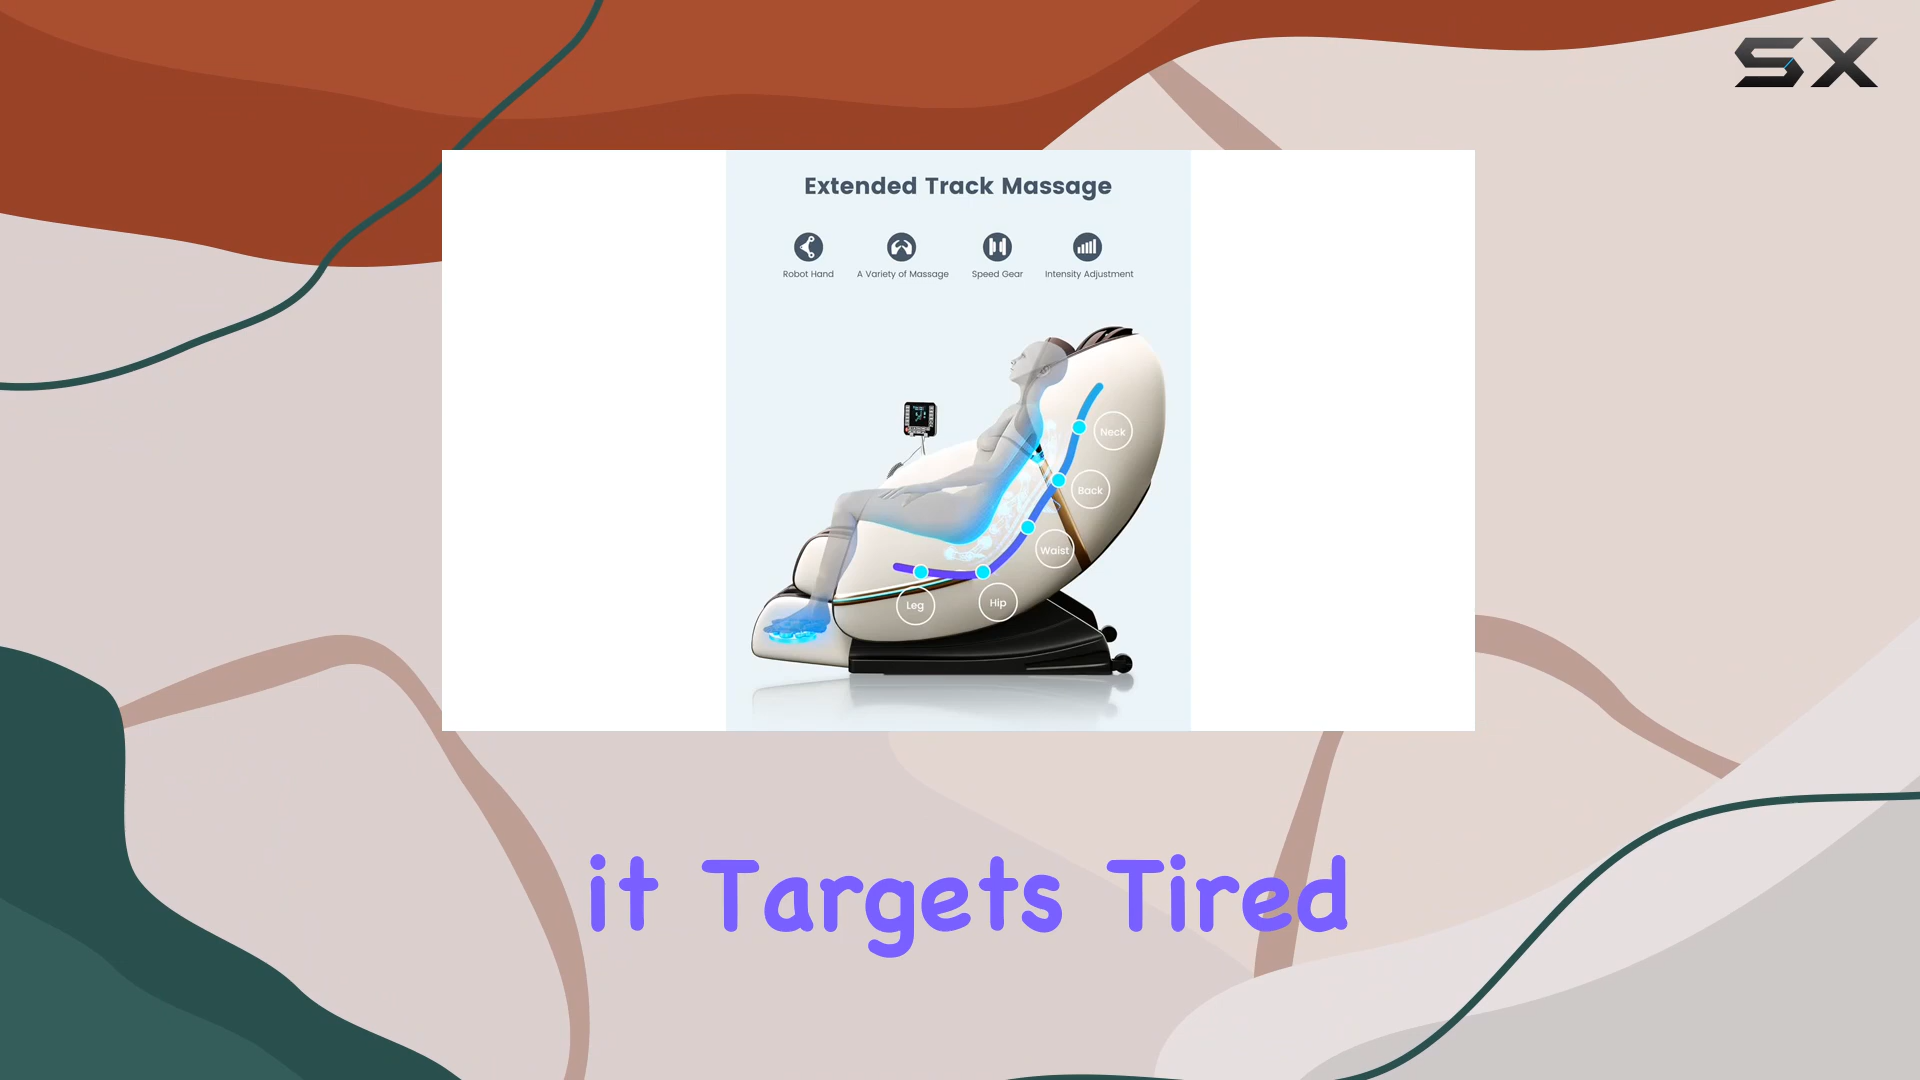 SX
Extended Track Massage
Robot Hand
A Variety of Massage
Speed Gear
Intensity Adjustment
Neck
Back
Waist
Leg
Hip
it Targets Tired